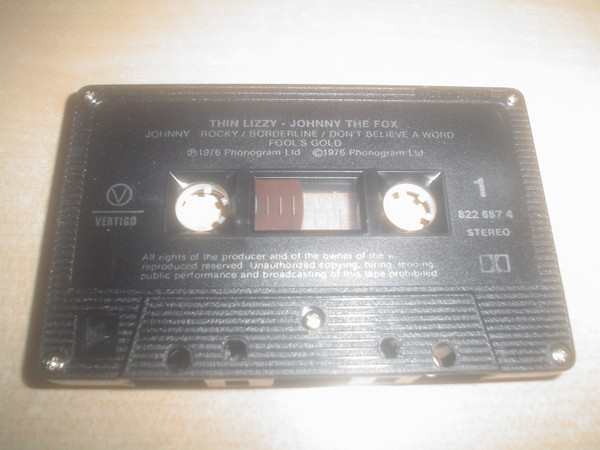 THIN LIZZY - JOHNNY THE FOX
JOHNNY ROCKY / BORDERLINE / DON'T BELIEVE A WORD
FOOL'S GOLD
℗1976 Phonogram Ltd ©1976 Phonogram Ltd.
V
VERTIGO
1
822 687 4
STEREO
All rights of the producer and of the owner of the w
reproduced reserved. Unauthorized copying, hiring, lending,
public performance and broadcasting of this tape prohibited